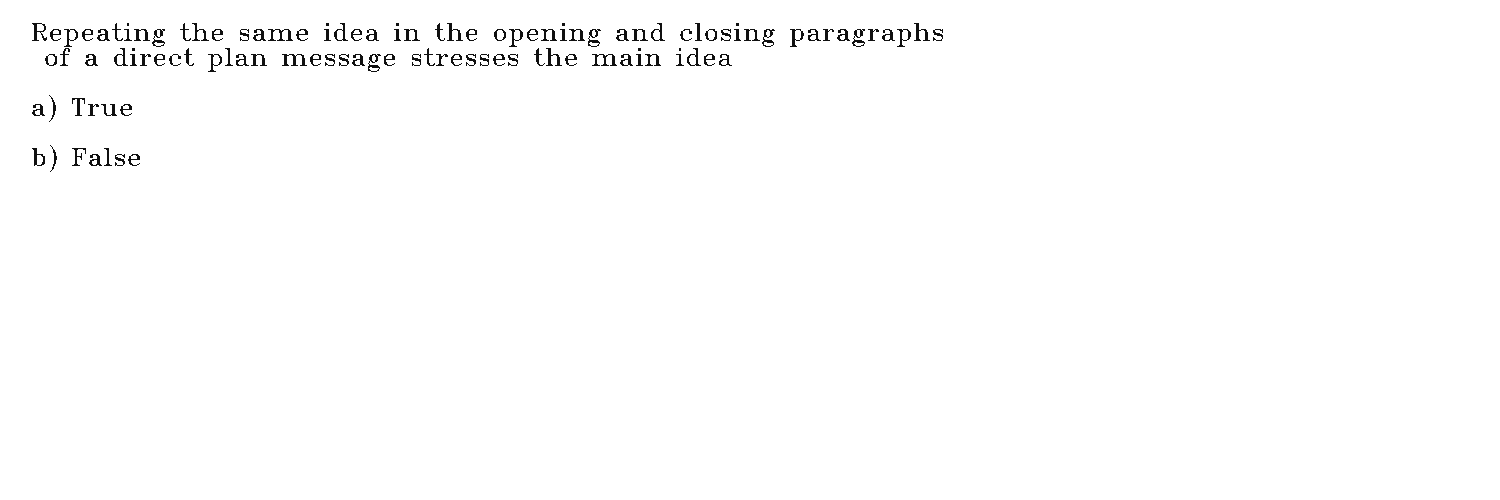 Repeating the same idea in the opening and closing paragraphs
of a direct plan message stresses the main idea
a) True
b) False